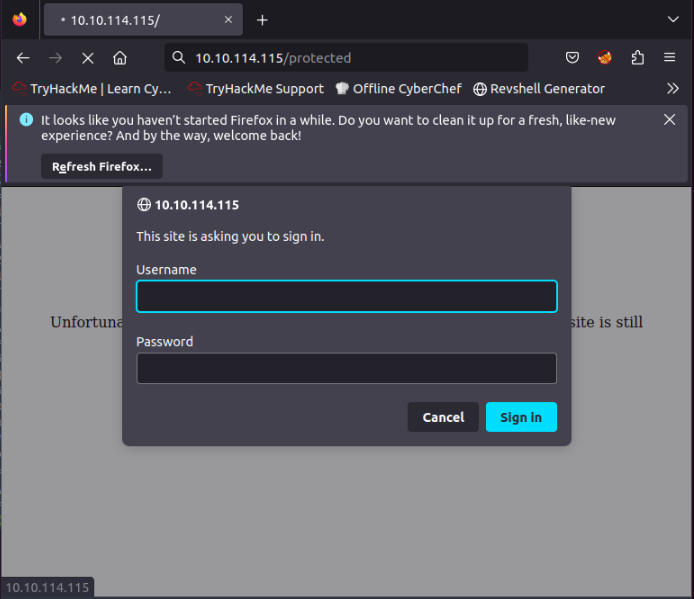 10.10.114.115/
10.10.114.115/protected
TryHackMe | Learn Cy… TryHackMe Support Offline CyberChef Revshell Generator
It looks like you haven't started Firefox in a while. Do you want to clean it up for a fresh, like-new
experience? And by the way, welcome back!
Refresh Firefox...
10.10.114.115
This site is asking you to sign in.
Username
site is still
Password
Cancel Sign in
10.10.114.115